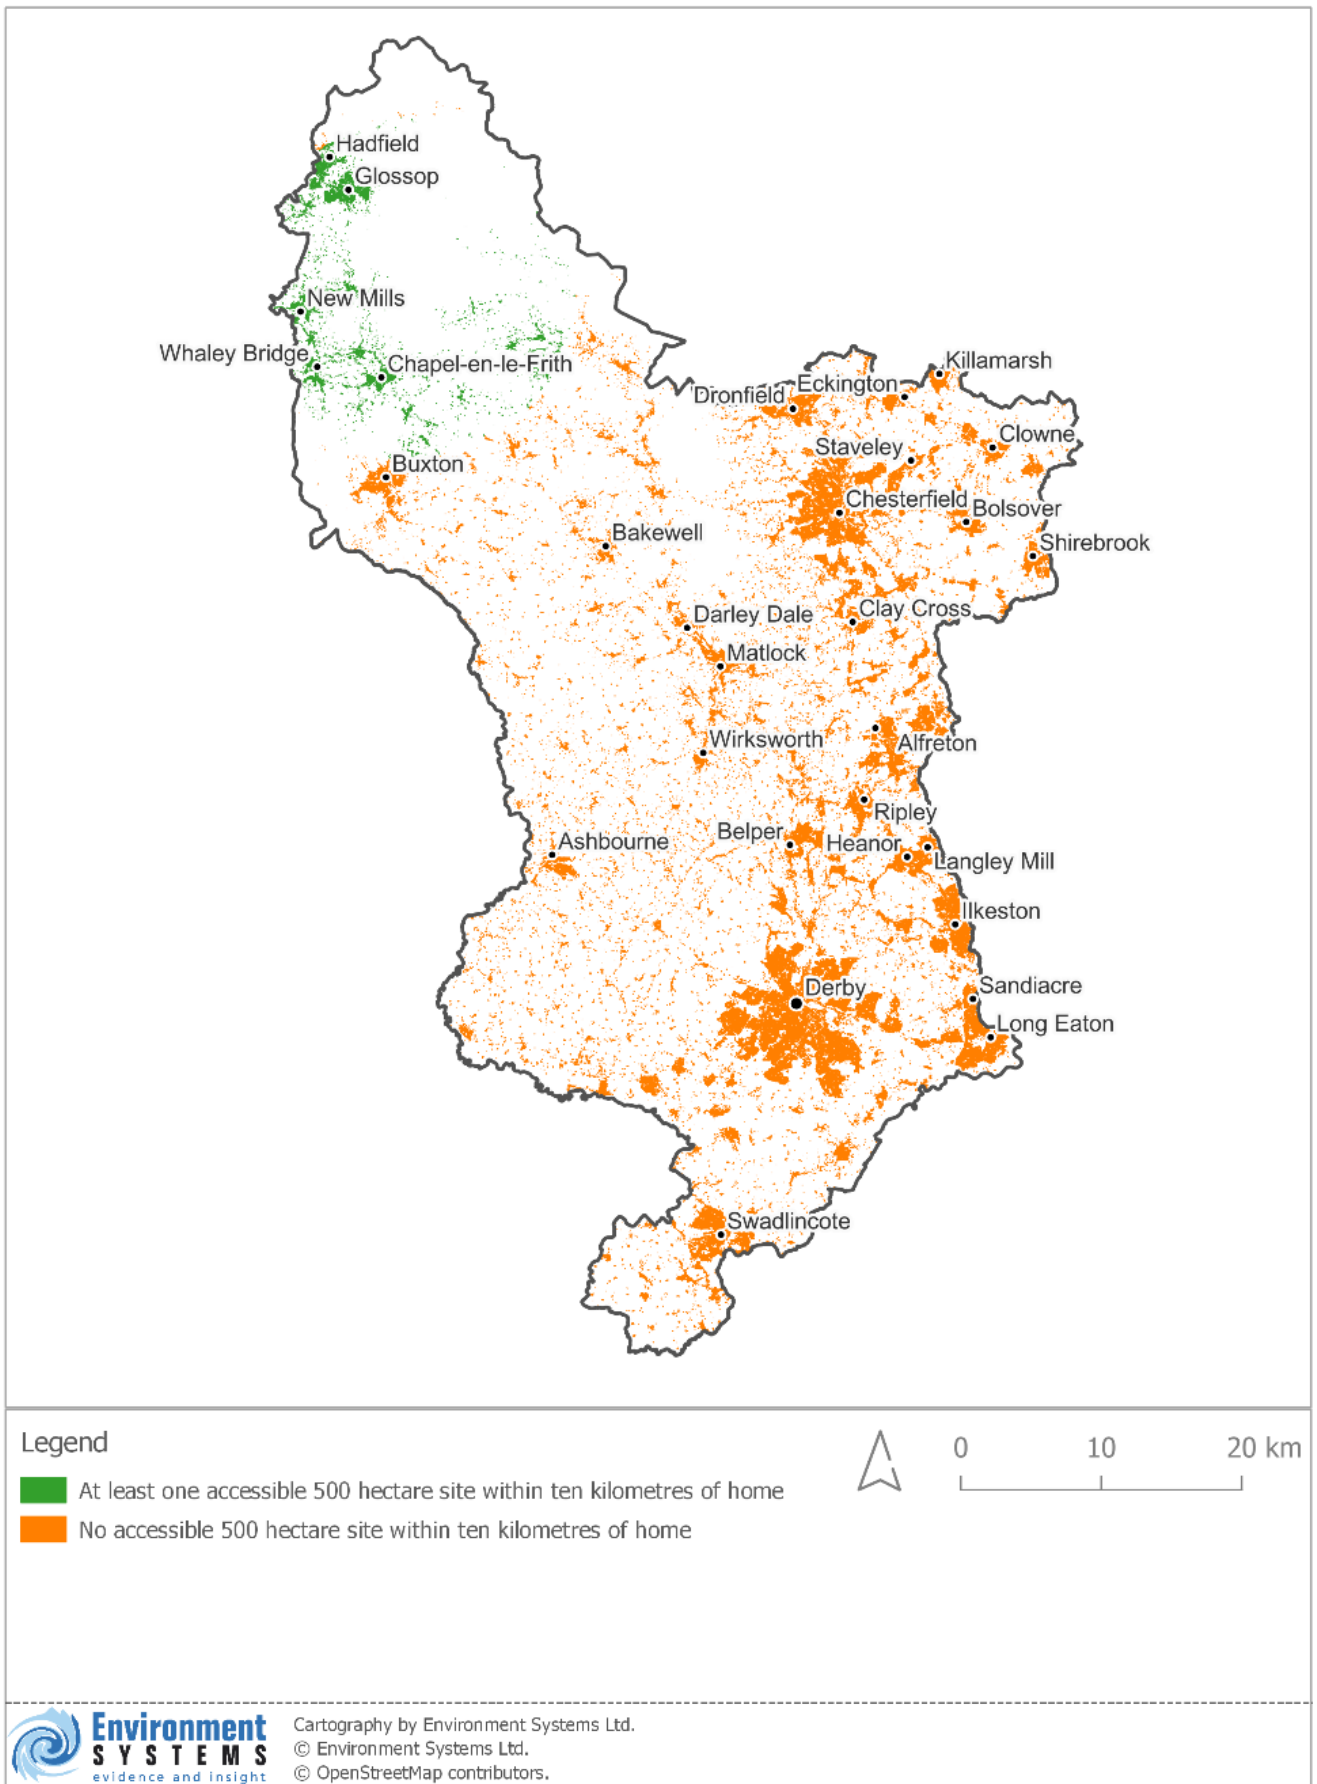 Hadfield
Glossop
New Mills
Whaley Bridge
Chapel-en-le-Frith
Killamarsh
Eckington
Dronfield
Clowne
Staveley
Buxton
Chesterfield
Bolsover
Bakewell
Shirebrook
Clay Cross
Darley Dale
Matlock
Wirksworth
Alfreton
Ripley
Belper
Heanor
Ashbourne
Langley Mill
Ilkeston
Sandiacre
Derby
Long Eaton
Swadlincote
Legend
0 10 20 km
At least one accessible 500 hectare site within ten kilometres of home
No accessible 500 hectare site within ten kilometres of home
Environment
SYSTEMS
evidence and insight
Cartography by Environment Systems Ltd.
© Environment Systems Ltd.
© OpenStreetMap contributors.